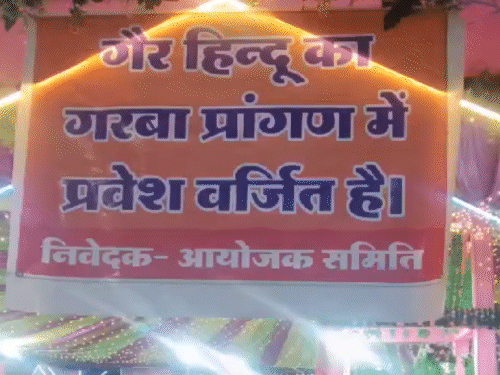 गैर हिन्दू का
गरबा प्रांगण में
प्रवेश वर्जित है।
निवेदक- आयोजक समिति